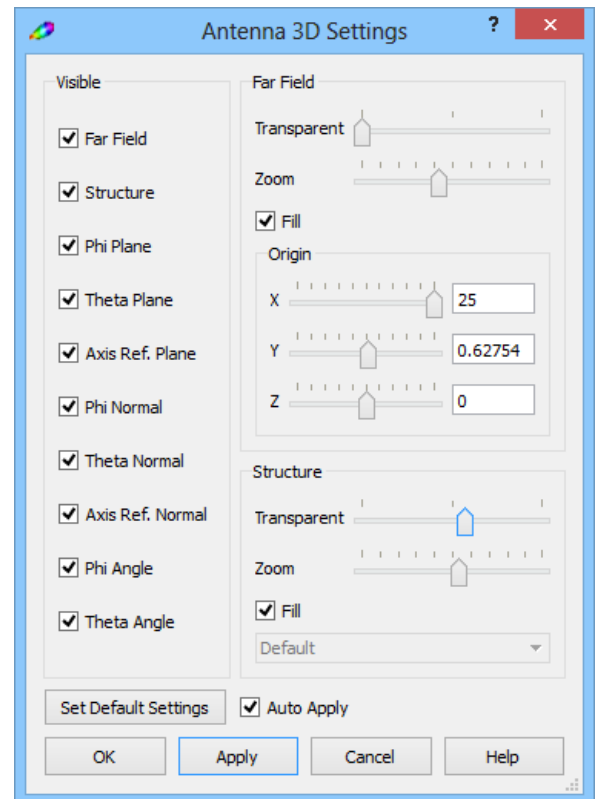 Antenna 3D Settings
?
×
Visible
Far Field
Structure
Phi Plane
Theta Plane
Axis Ref. Plane
Phi Normal
Theta Normal
Axis Ref. Normal
Phi Angle
Theta Angle
Far Field
Transparent
Zoom
Fill
Origin
X 25
Y 0.62754
Z 0
Structure
Transparent
Zoom
Fill
Default
Set Default Settings Auto Apply
OK Apply Cancel Help